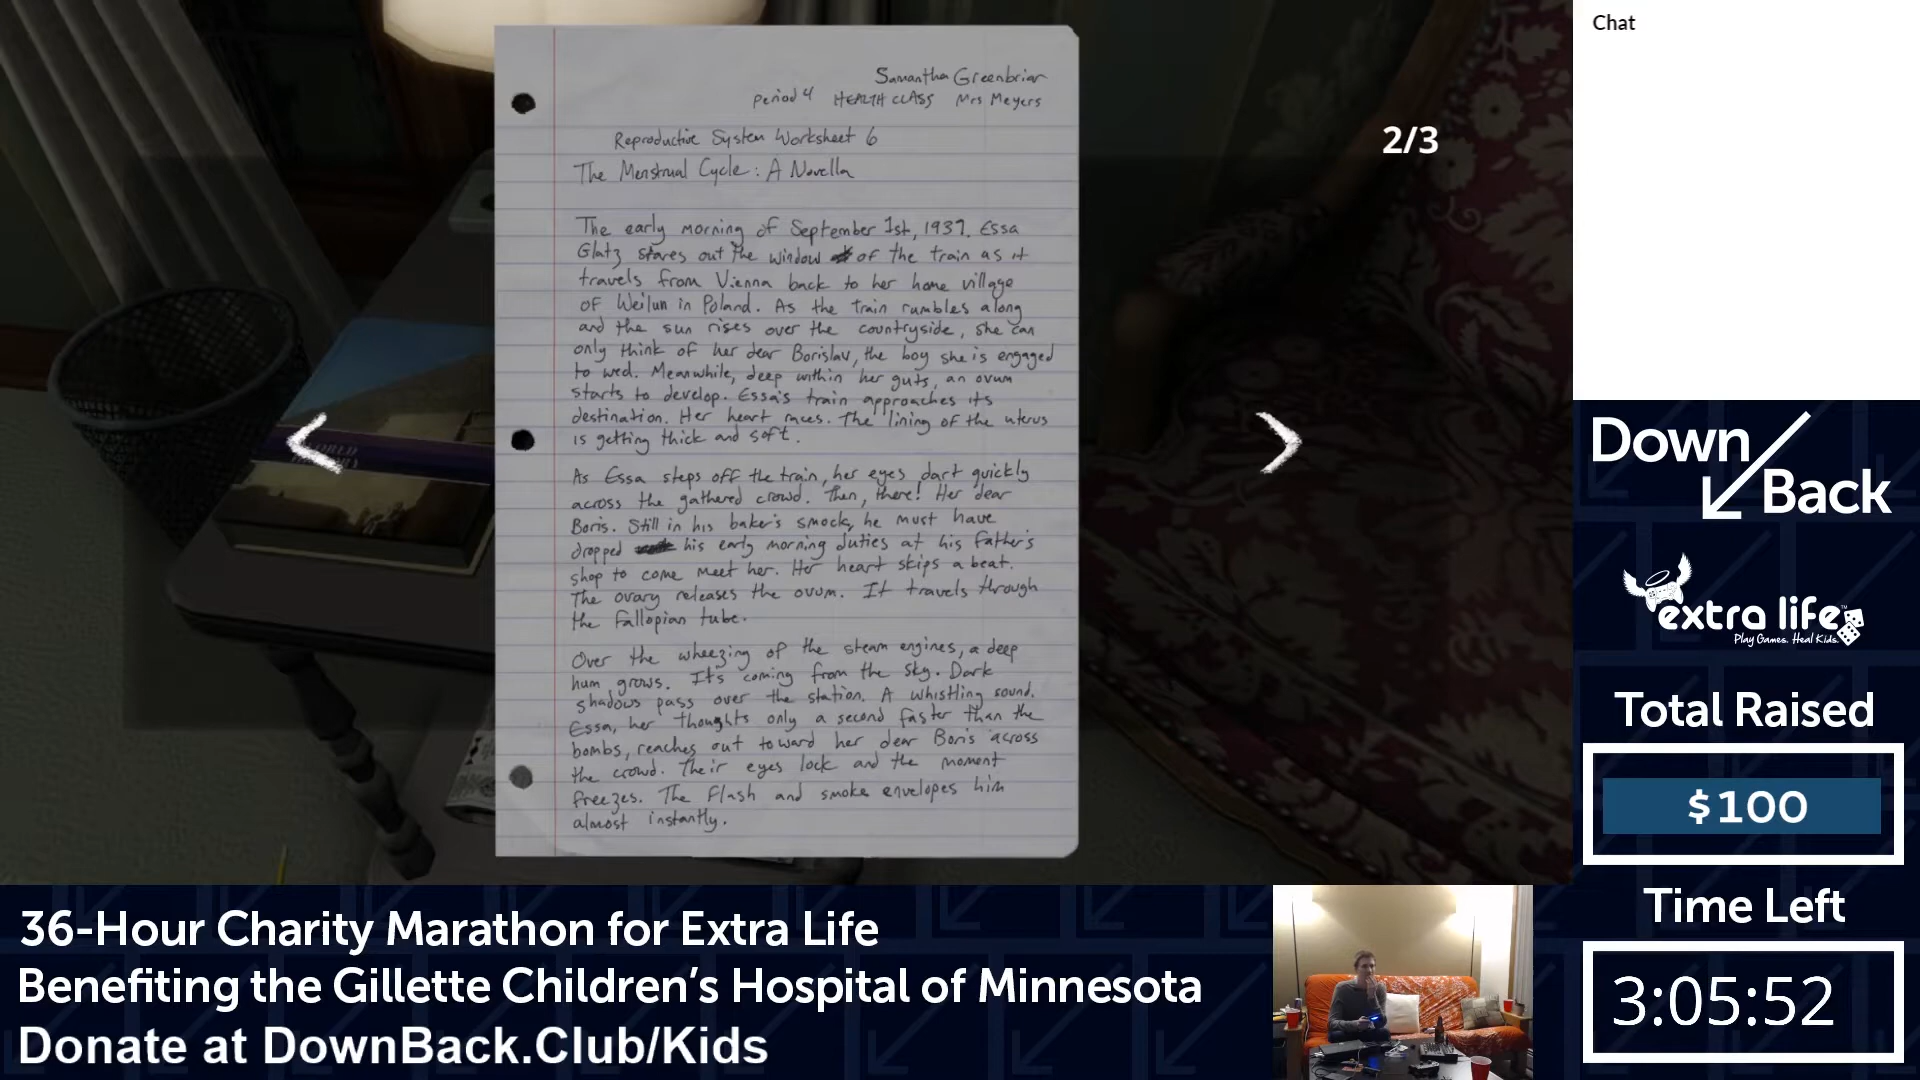 Samantha Greenbriar
Period 4 HEALTH CLASS Mrs Meyers
Reproductive System Worksheet 6
The Menstrual Cycle: A Novella
The early morning of September 1st, 1939. Essa
Glatz stares out the window of the train as it
travels from Vienna back to her home village
of Weilun in Poland. As the train rumbles along
and the sun rises over the countryside, she can
only think of her dear Borislav, the boy she is engaged
to wed. Meanwhile, deep within her guts, an ovum
starts to develop. Essa's train approaches its
destination. Her heart races. The lining of the uterus
is getting thick and soft.
As Essa steps off the train, her eyes dart quickly
across the gathered crowd. Then, there! Her dear
Boris. Still in his baker's smock, he must have
dropped his early morning duties at his father's
shop to come meet her. Her heart skips a beat.
The ovary releases the ovum. It travels through
the fallopian tube.
Over the wheezing of the steam engines, a deep
hum grows. It's coming from the sky. Dark
shadows pass over the station. A whistling sound.
Essa, her thoughts only a second faster than the
bombs, reaches out toward her dear Boris across
the crowd. Their eyes lock and the moment
freezes. The flash and smoke envelopes him
almost instantly.
2/3
Chat
Down
Back
extra life
Play Games. Heal Kids.
Total Raised
$100
Time Left
3:05:52
36-Hour Charity Marathon for Extra Life
Benefiting the Gillette Children's Hospital of Minnesota
Donate at DownBack.Club/Kids